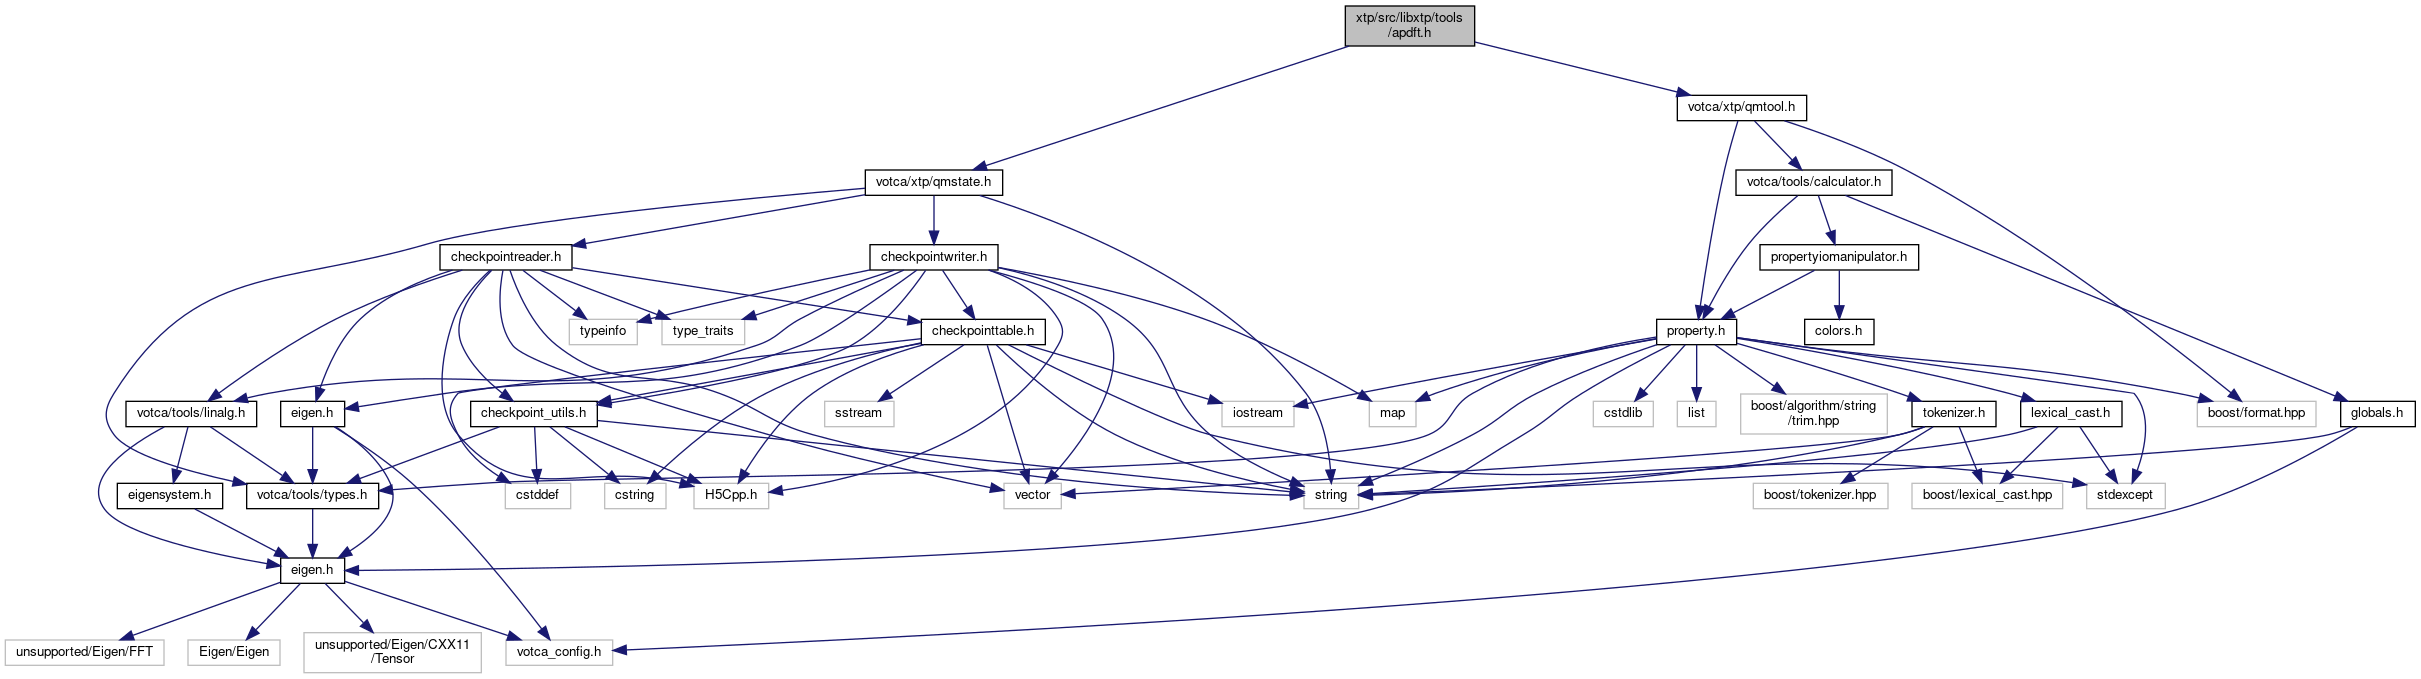 xtp/src/libxtp/tools
/apdft.h
votca/xtp/qmtool.h
votca/xtp/qmstate.h
votca/tools/calculator.h
checkpointreader.h
checkpointwriter.h
propertyiomanipulator.h
typeinfo
type_traits
checkpointtable.h
property.h
colors.h
votca/tools/linalg.h
eigen.h
checkpoint_utils.h
sstream
iostream
map
cstdlib
list
boost/algorithm/string
/trim.hpp
tokenizer.h
lexical_cast.h
boost/format.hpp
globals.h
eigensystem.h
votca/tools/types.h
cstddef
cstring
H5Cpp.h
vector
string
boost/tokenizer.hpp
boost/lexical_cast.hpp
stdexcept
eigen.h
unsupported/Eigen/FFT
Eigen/Eigen
unsupported/Eigen/CXX11
/Tensor
votca_config.h